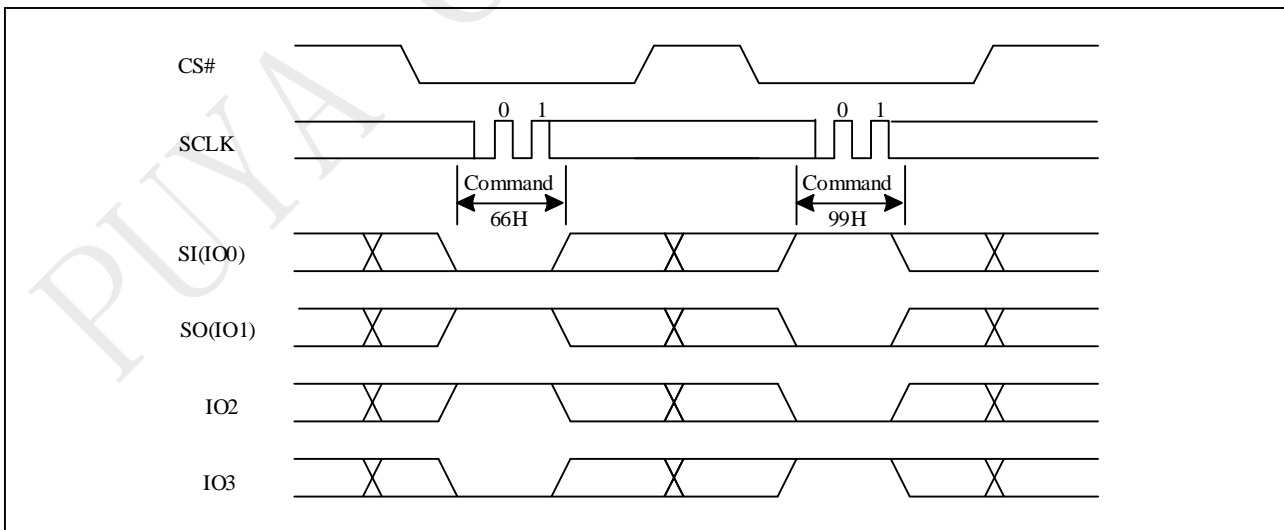 PUYA
CS#
0 1 0 1
SCLK
Command Command
66H 99H
SI(IO0)
SO(IO1)
IO2
IO3